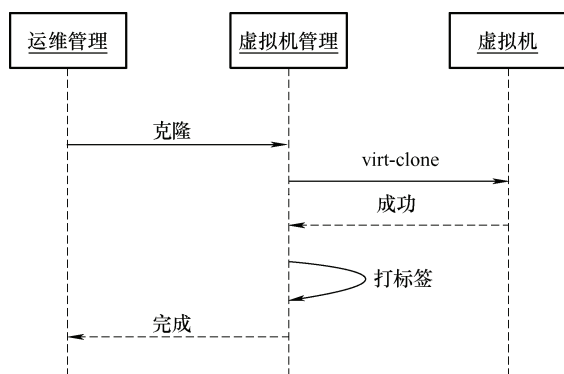 运维管理
虚拟机管理
虚拟机
克隆
virt-clone
成功
打标签
完成